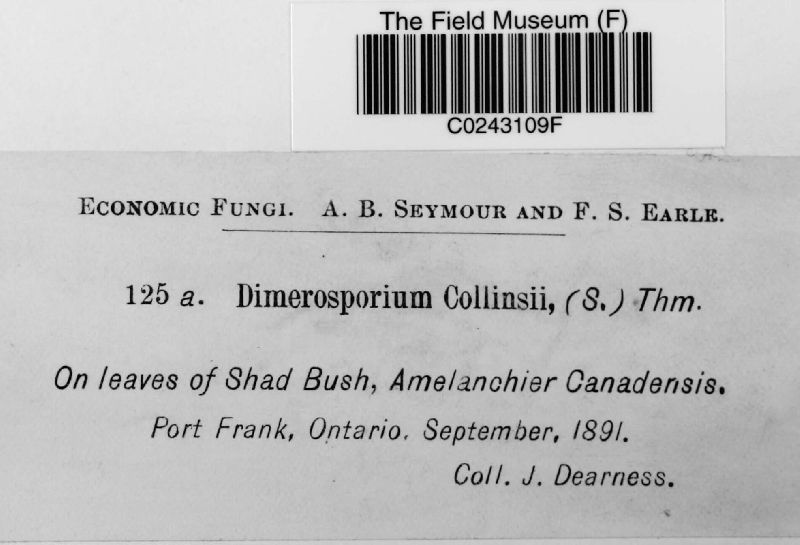 The Field Museum (F)
C0243109F
Economic Fungi. A. B. Seymour and F. S. Earle.
125 a. Dimerosporium Collinsii, (S.) Thm.
On leaves of Shad Bush, Amelanchier Canadensis.
Port Frank, Ontario, September, 1891.
Coll. J. Dearness.